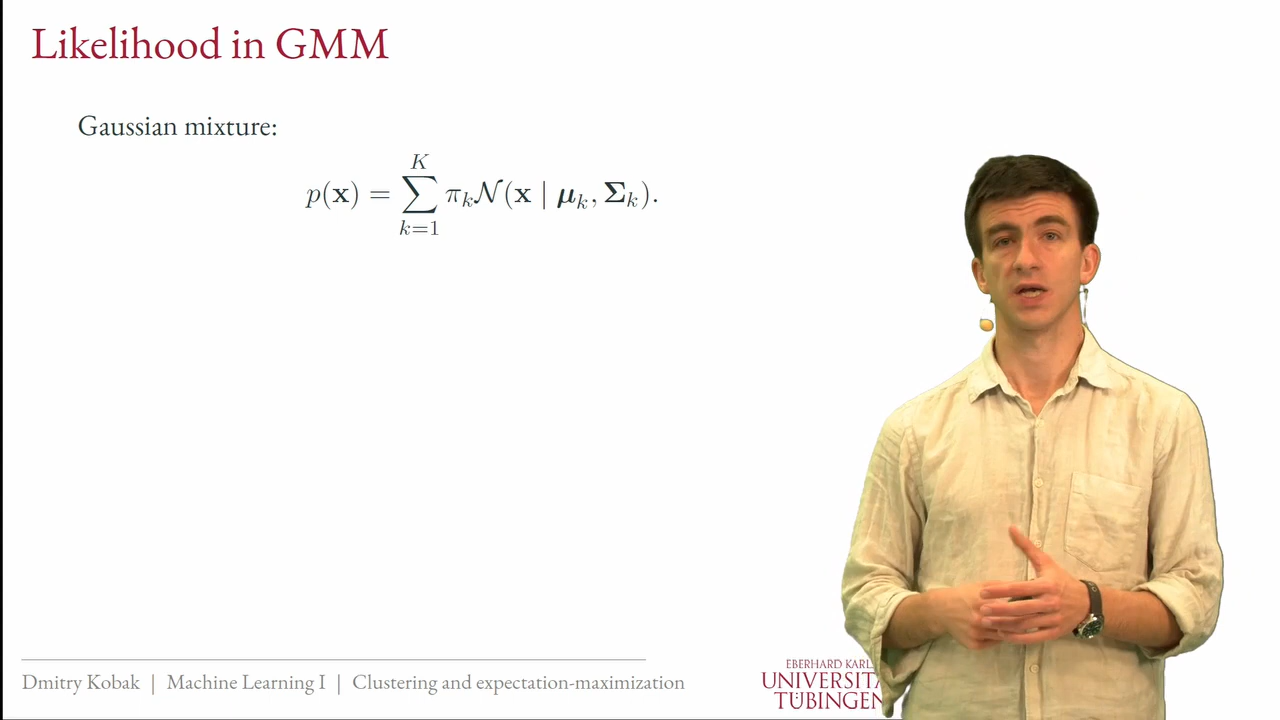 Likelihood in GMM
Gaussian mixture:
p(𝐱) = ∑_{k=1}^{K} π_k 𝒩(𝐱 | 𝛍_k, 𝚺_k).
Dmitry Kobak | Machine Learning I | Clustering and expectation-maximization
EBERHARD KARL
UNIVERSITÄ
TÜBINGEN